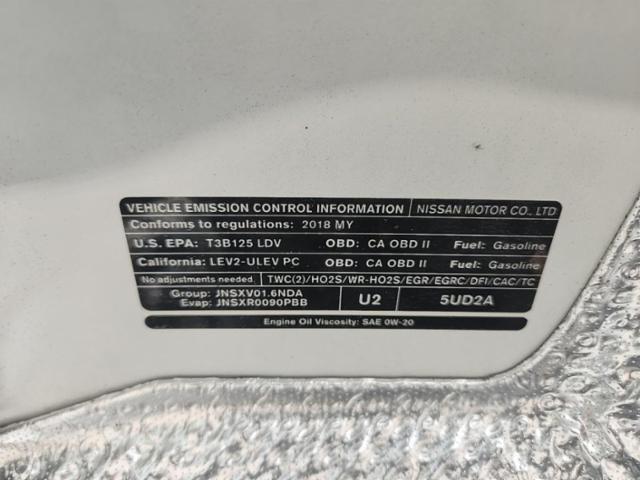 VEHICLE EMISSION CONTROL INFORMATION NISSAN MOTOR CO., LTD
Conforms to regulations: 2018 MY
U.S. EPA: T3B125 LDV OBD: CA OBD II Fuel: Gasoline
California: LEV2-ULEV PC OBD: CA OBD II Fuel: Gasoline
No adjustments needed. TWC(2)/HO2S/WR-HO2S/EGR/EGRC/DFI/CAC/TC
Group: JNSXV01.6NDA
Evap: JNSXR0090PBB
U2 5UD2A
Engine Oil Viscosity: SAE 0W-20